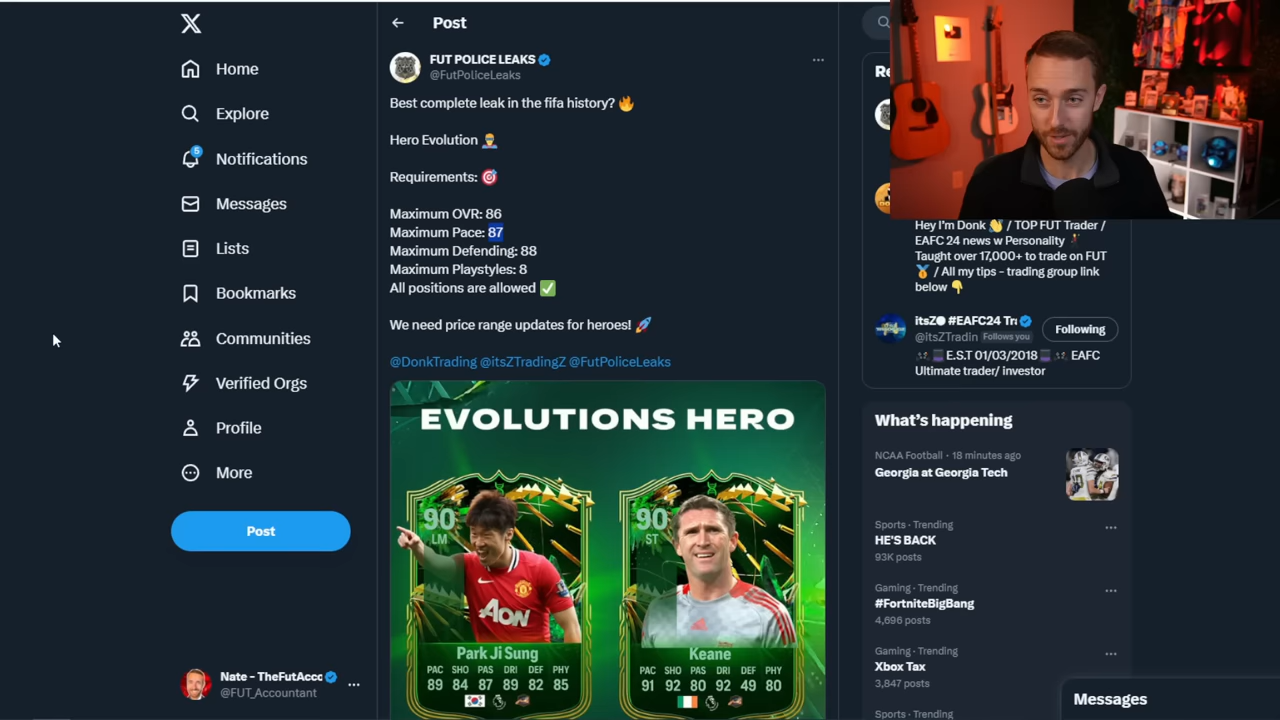 Home
Explore
5
Notifications
Messages
Lists
Bookmarks
Communities
Verified Orgs
Profile
More
Post
Nate - TheFutAcco
@FUT_Accountant
Post
FUT POLICE LEAKS
@FutPoliceLeaks
Best complete leak in the fifa history? 🔥
Hero Evolution
Requirements: 🎯
Maximum OVR: 86
Maximum Pace: 87
Maximum Defending: 88
Maximum Playstyles: 8
All positions are allowed ✅
We need price range updates for heroes! 🚀
@DonkTrading @itsZTradingZ @FutPoliceLeaks
EVOLUTIONS HERO
90
LM
Park Ji Sung
PAC SHO PAS DRI DEF PHY
89 84 87 89 82 85
90
ST
Keane
PAC SHO PAS DRI DEF PHY
91 92 80 92 49 80
AON
Re
Hey I'm Donk 👋 / TOP FUT Trader /
EAFC 24 news w Personality
Taught over 17,000+ to trade on FUT
🥇 / All my tips - trading group link
below 👇
itsZ #EAFC24 Tr
@itsZTradin Follows you
Following
E.S.T 01/03/2018 EAFC
Ultimate trader/ investor
What's happening
NCAA Football · 18 minutes ago
Georgia at Georgia Tech
Sports · Trending
HE'S BACK
93K posts
Gaming · Trending
#FortniteBigBang
4,696 posts
Gaming · Trending
Xbox Tax
3,847 posts
Sports · Trending
Messages